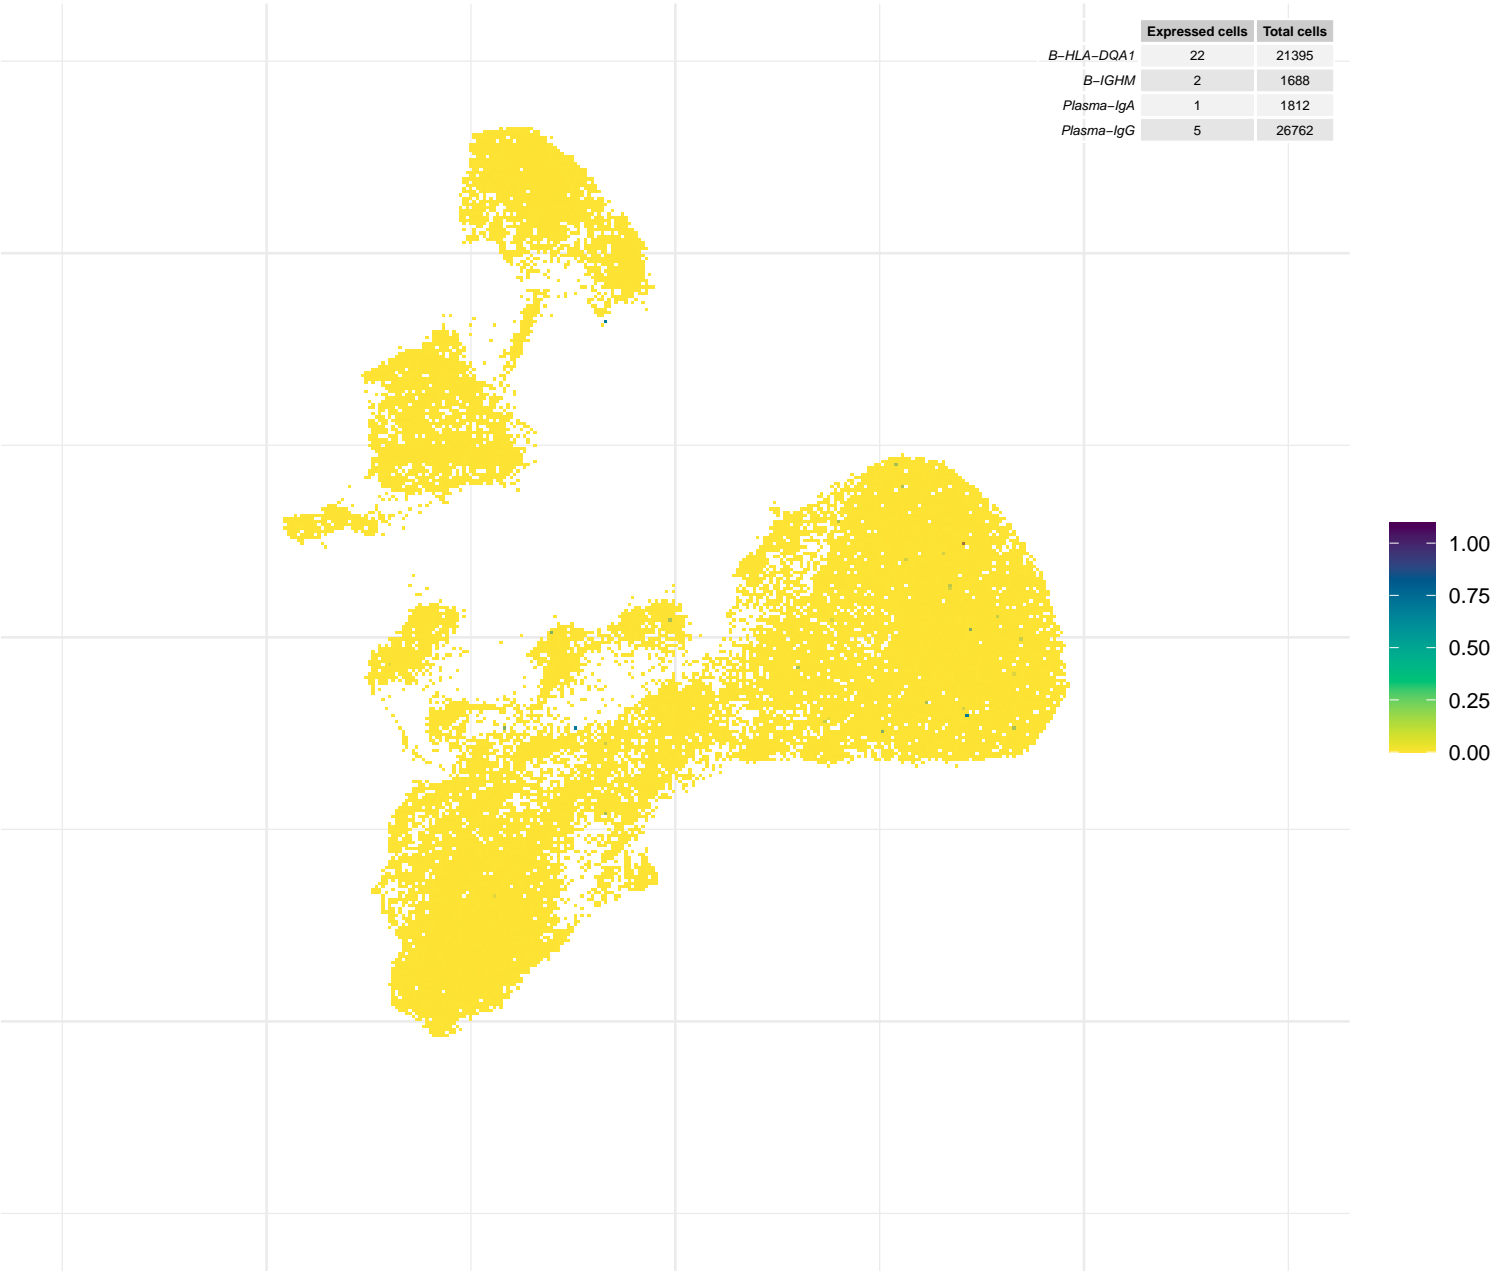 Expressed cells Total cells
B−HLA−DQA1 22 21395
B−IGHM 2 1688
Plasma−IgA 1 1812
Plasma−IgG 5 26762
1.00
0.75
0.50
0.25
0.00